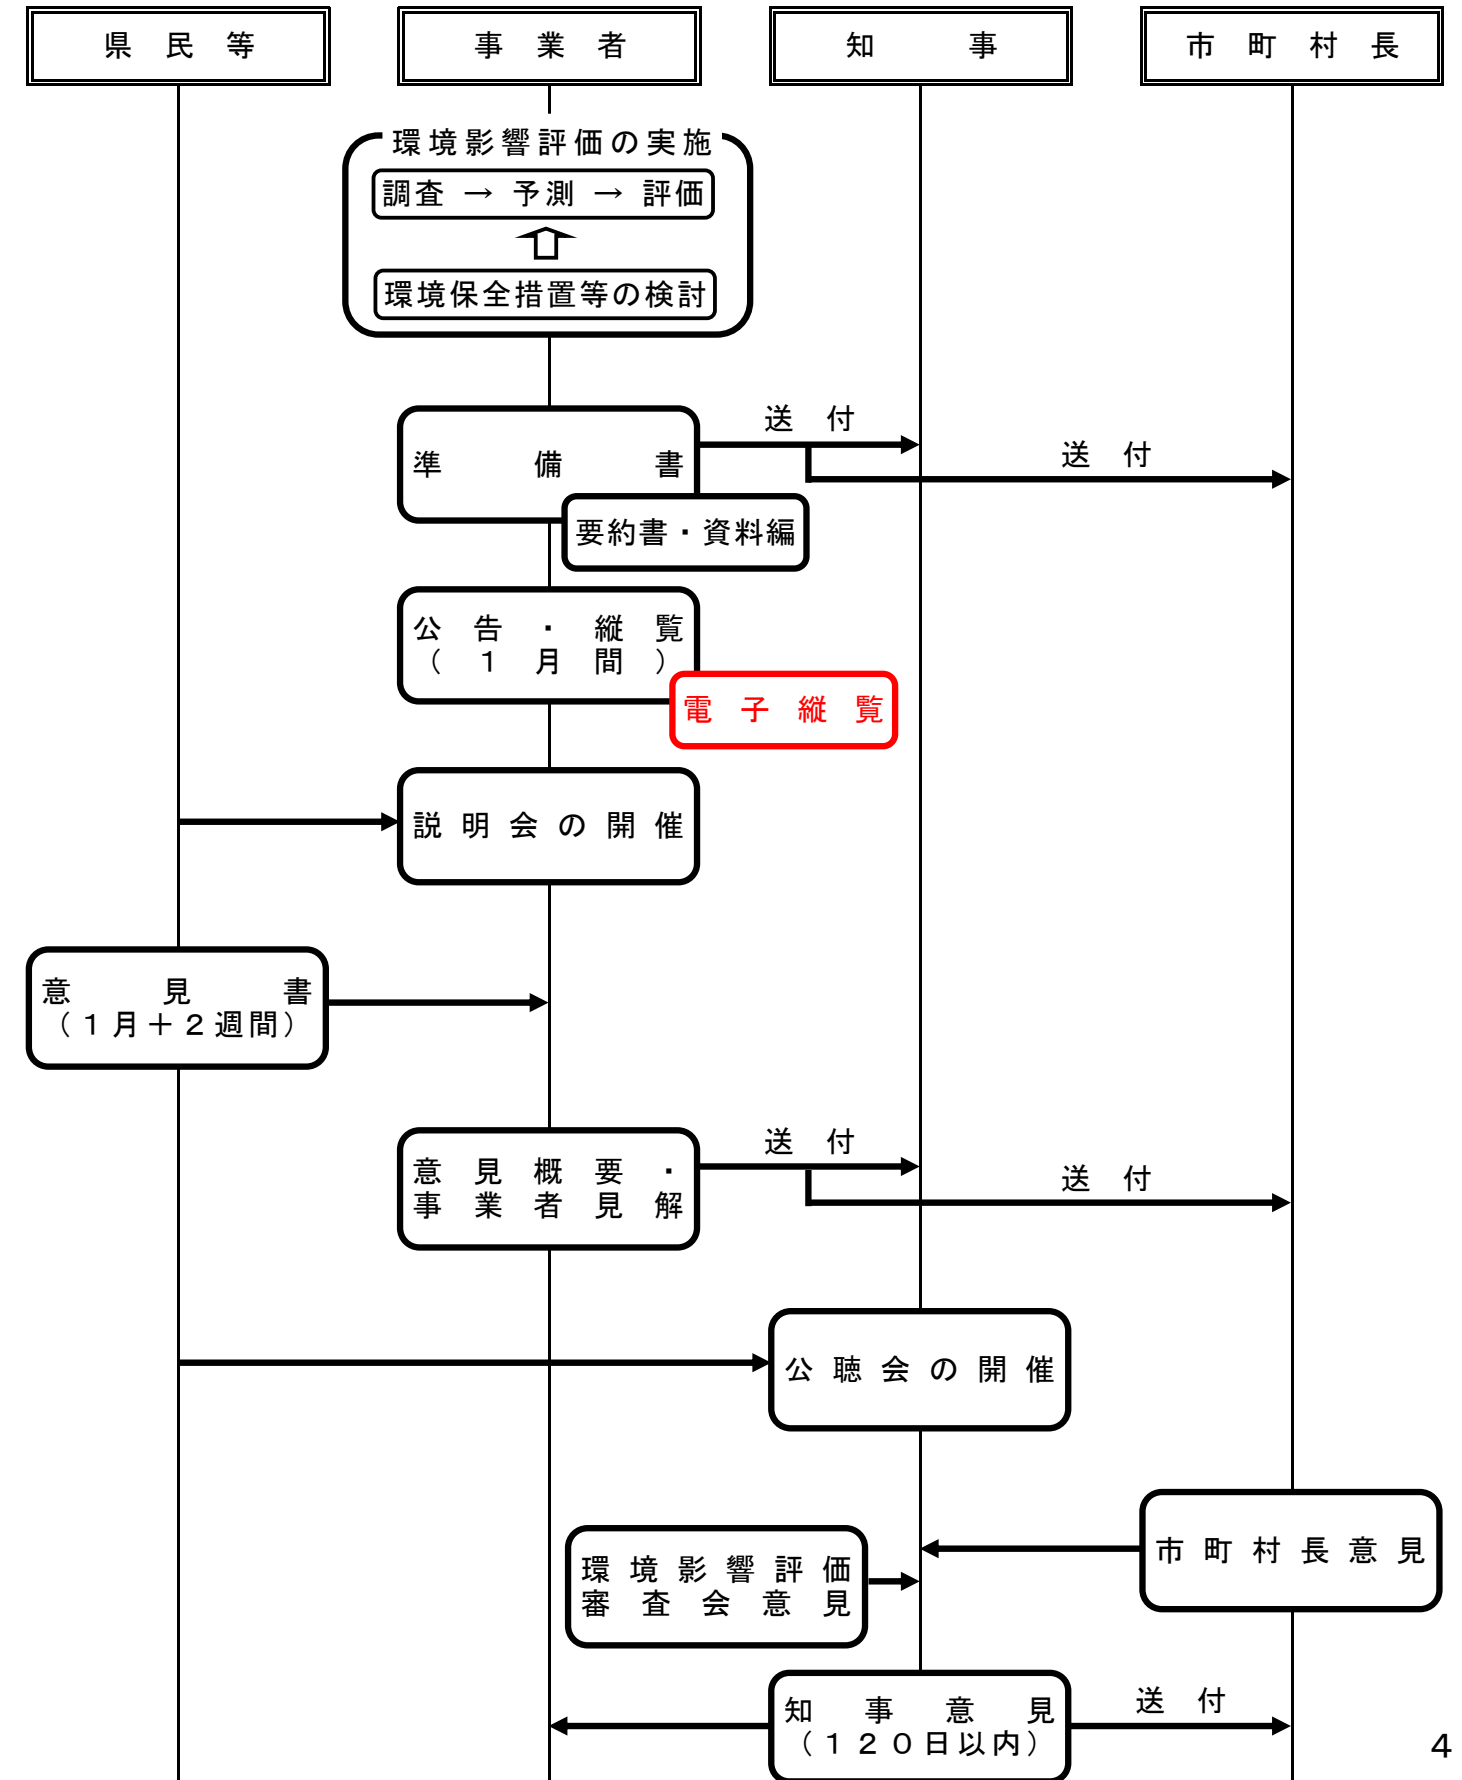 県民等
事業者
知事
市町村長
環境影響評価の実施
調査 → 予測 → 評価
環境保全措置等の検討
準備書
送付
送付
要約書・資料編
公告・縦覧
（１月間）
電子縦覧
説明会の開催
意見書
（１月＋２週間）
意見概要・
事業者見解
送付
送付
公聴会の開催
市町村長意見
環境影響評価
審査会意見
知事意見
（１２０日以内）
送付
4